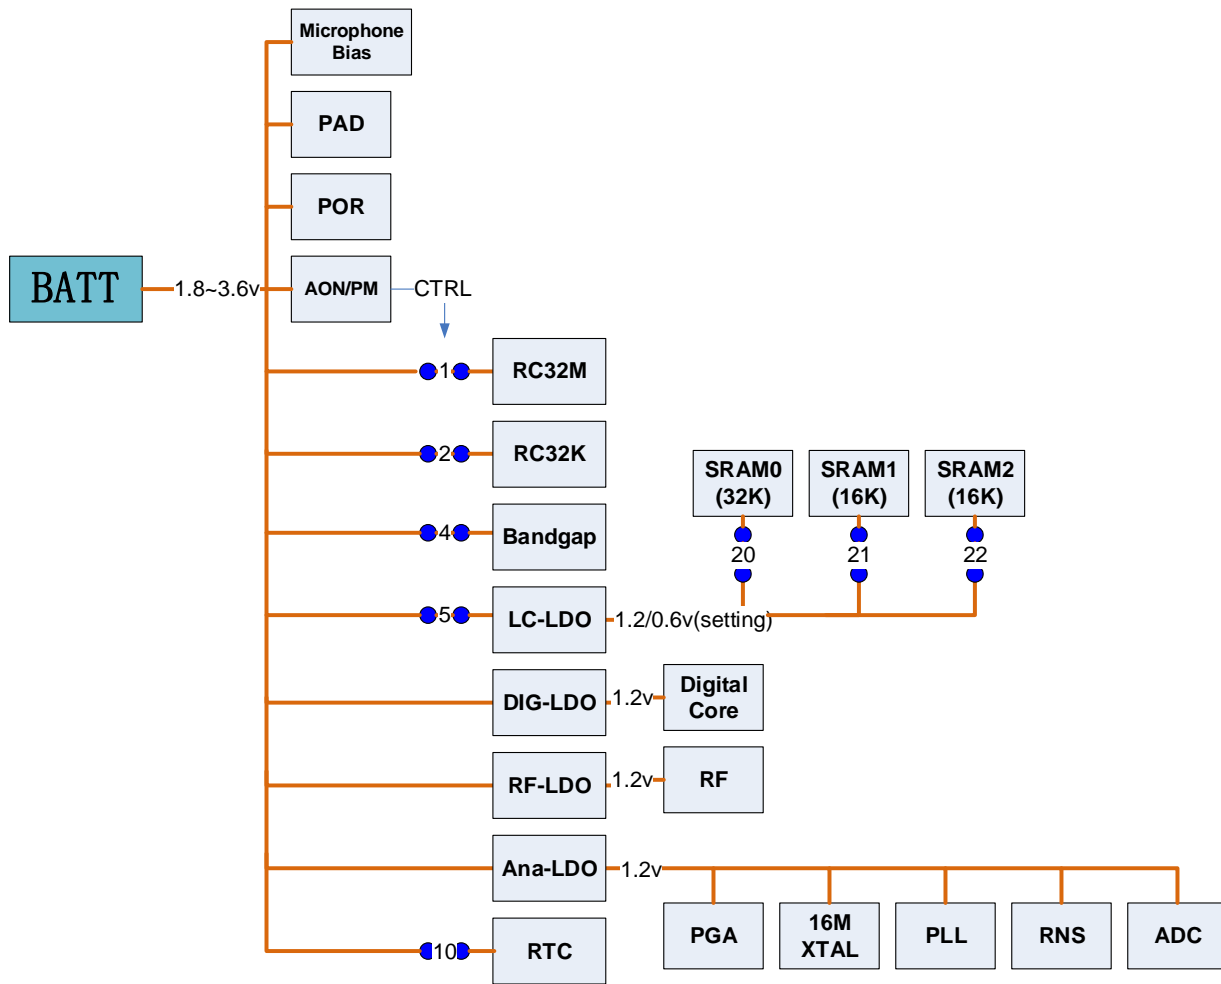 Microphone
Bias
PAD
POR
BATT
1.8~3.6v
AON/PM
CTRL
1
RC32M
2
RC32K
SRAM0
(32K)
SRAM1
(16K)
SRAM2
(16K)
4
Bandgap
20
21
22
5
LC-LDO
1.2/0.6v(setting)
DIG-LDO
1.2v
Digital
Core
RF-LDO
1.2v
RF
Ana-LDO
1.2v
PGA
16M
XTAL
PLL
RNS
ADC
10
RTC